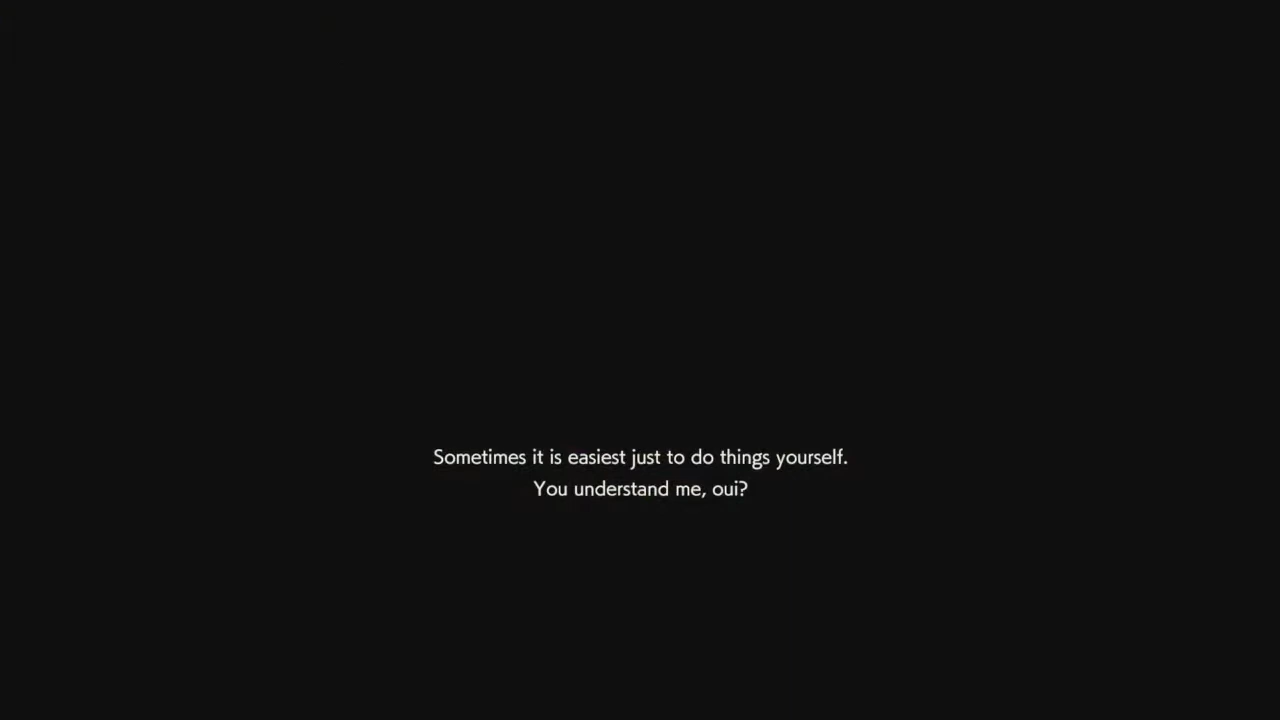 Sometimes it is easiest just to do things yourself.
You understand me, oui?